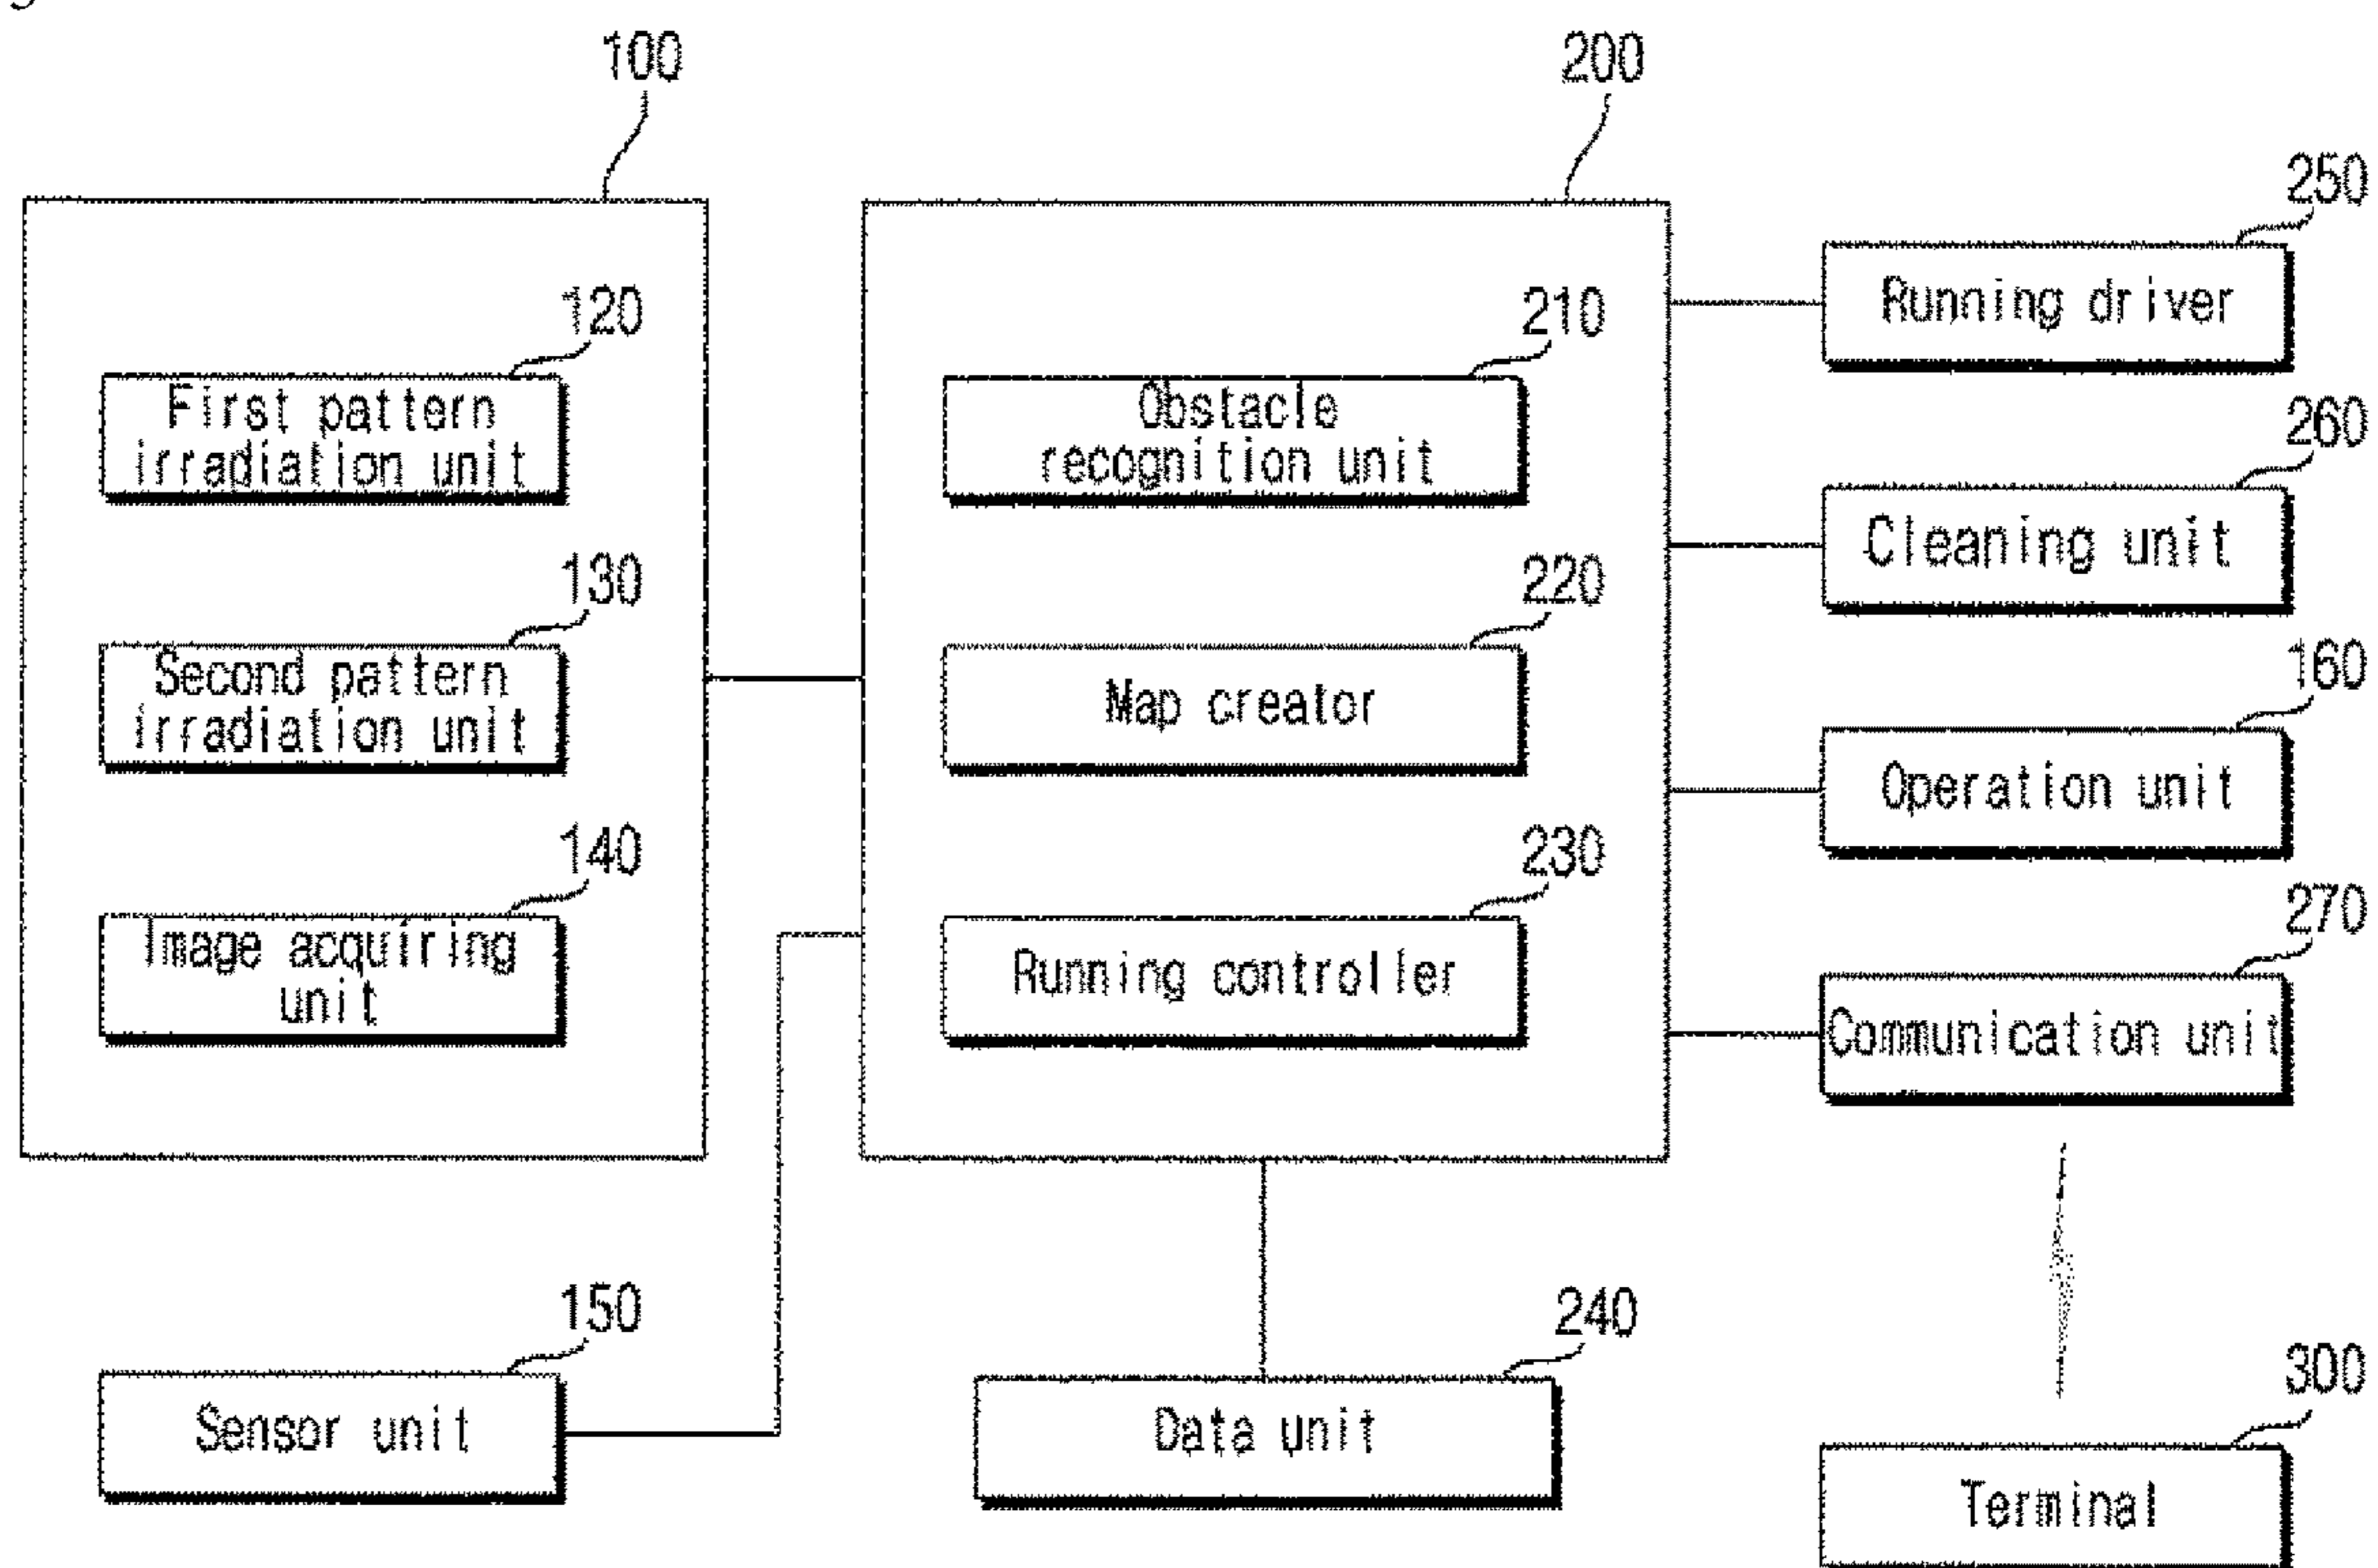 100
200
250
Running driver
120
210
First pattern
irradiation unit
Obstacle
recognition unit
260
Cleaning unit
130
220
Second pattern
irradiation unit
Map creator
160
Operation unit
140
230
Image acquiring
unit
Running controller
270
Communication unit
150
240
Sensor unit
Data unit
300
Terminal